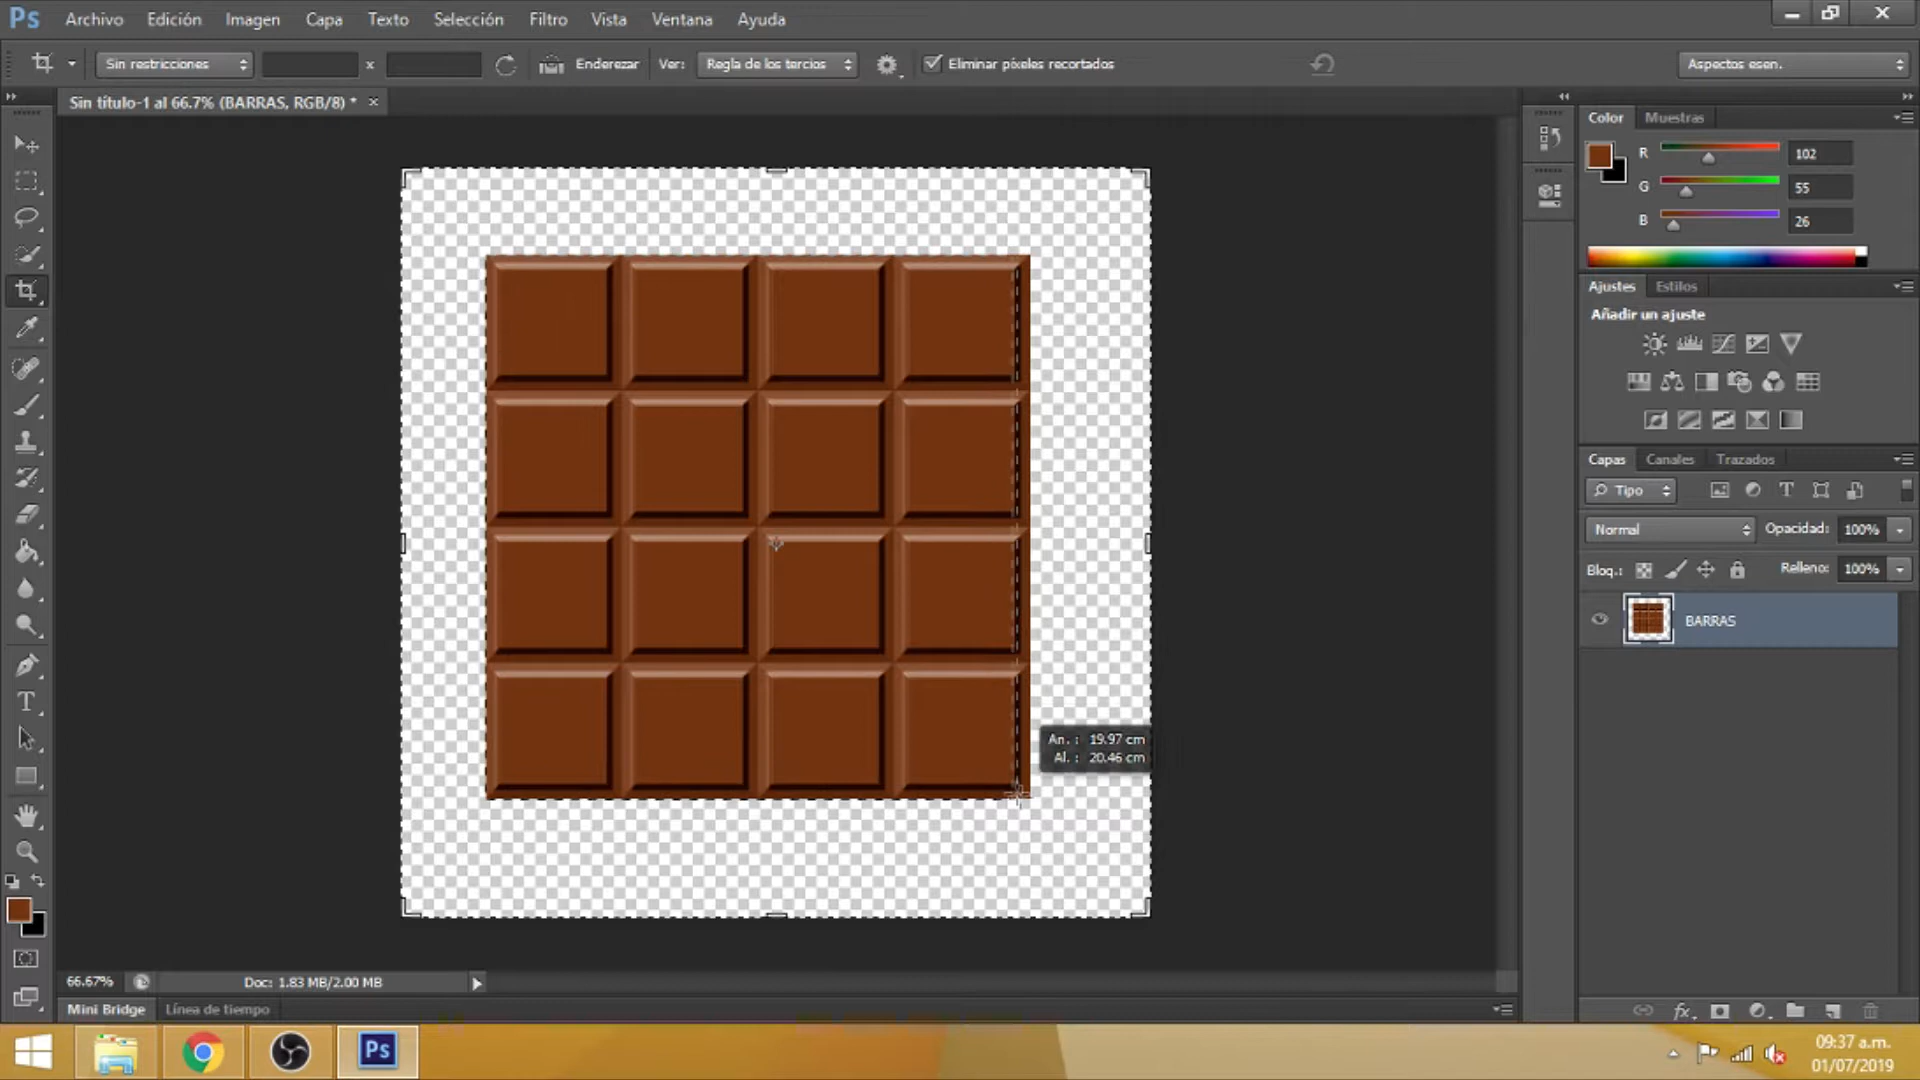 Ps Archivo Edición Imagen Capa Texto Selección Filtro Vista Ventana Ayuda
Sin restricciones x Enderezar Ver: Regla de los tercios Eliminar píxeles recortados Aspectos esen.
Sin título-1 al 66.7% (BARRAS, RGB/8) * ×
Color Muestras
R 102
G 55
B 26
Ajustes Estilos
Añadir un ajuste
Capas Canales Trazados
Tipo
Normal Opacidad: 100%
Bloq.: Relleno: 100%
BARRAS
An. : 19.97 cm
Al. : 20.46 cm
66.67% Doc: 1.83 MB/2.00 MB
Mini Bridge Línea de tiempo
Ps
09:37 a.m.
01/07/2019